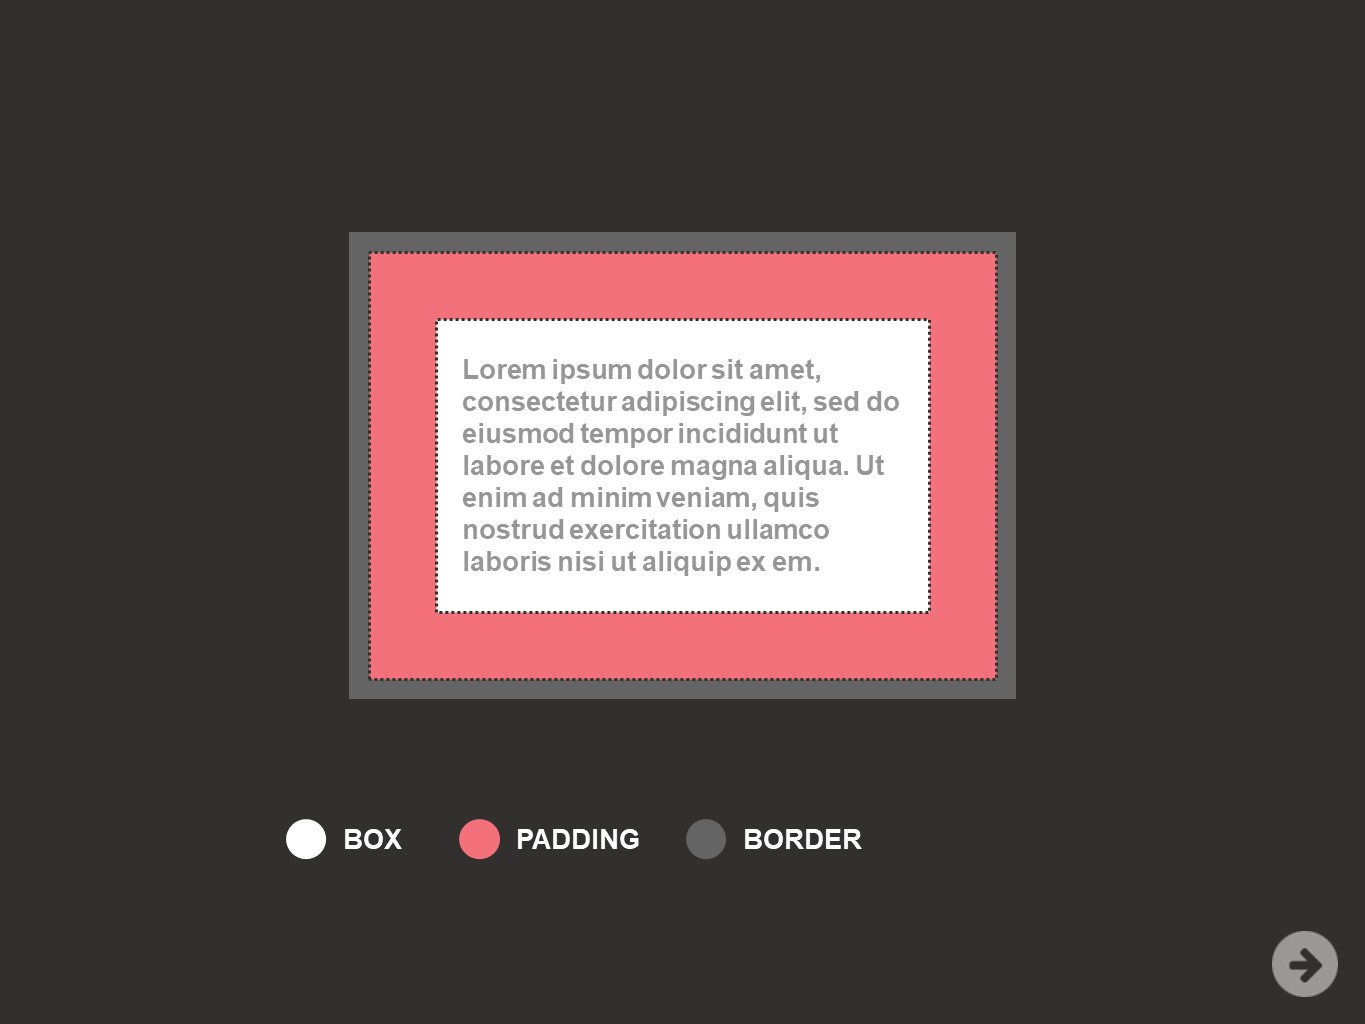 Lorem ipsum dolor sit amet,
consectetur adipiscing elit, sed do
eiusmod tempor incididunt ut
labore et dolore magna aliqua. Ut
enim ad minim veniam, quis
nostrud exercitation ullamco
laboris nisi ut aliquip ex em.
BOX PADDING BORDER